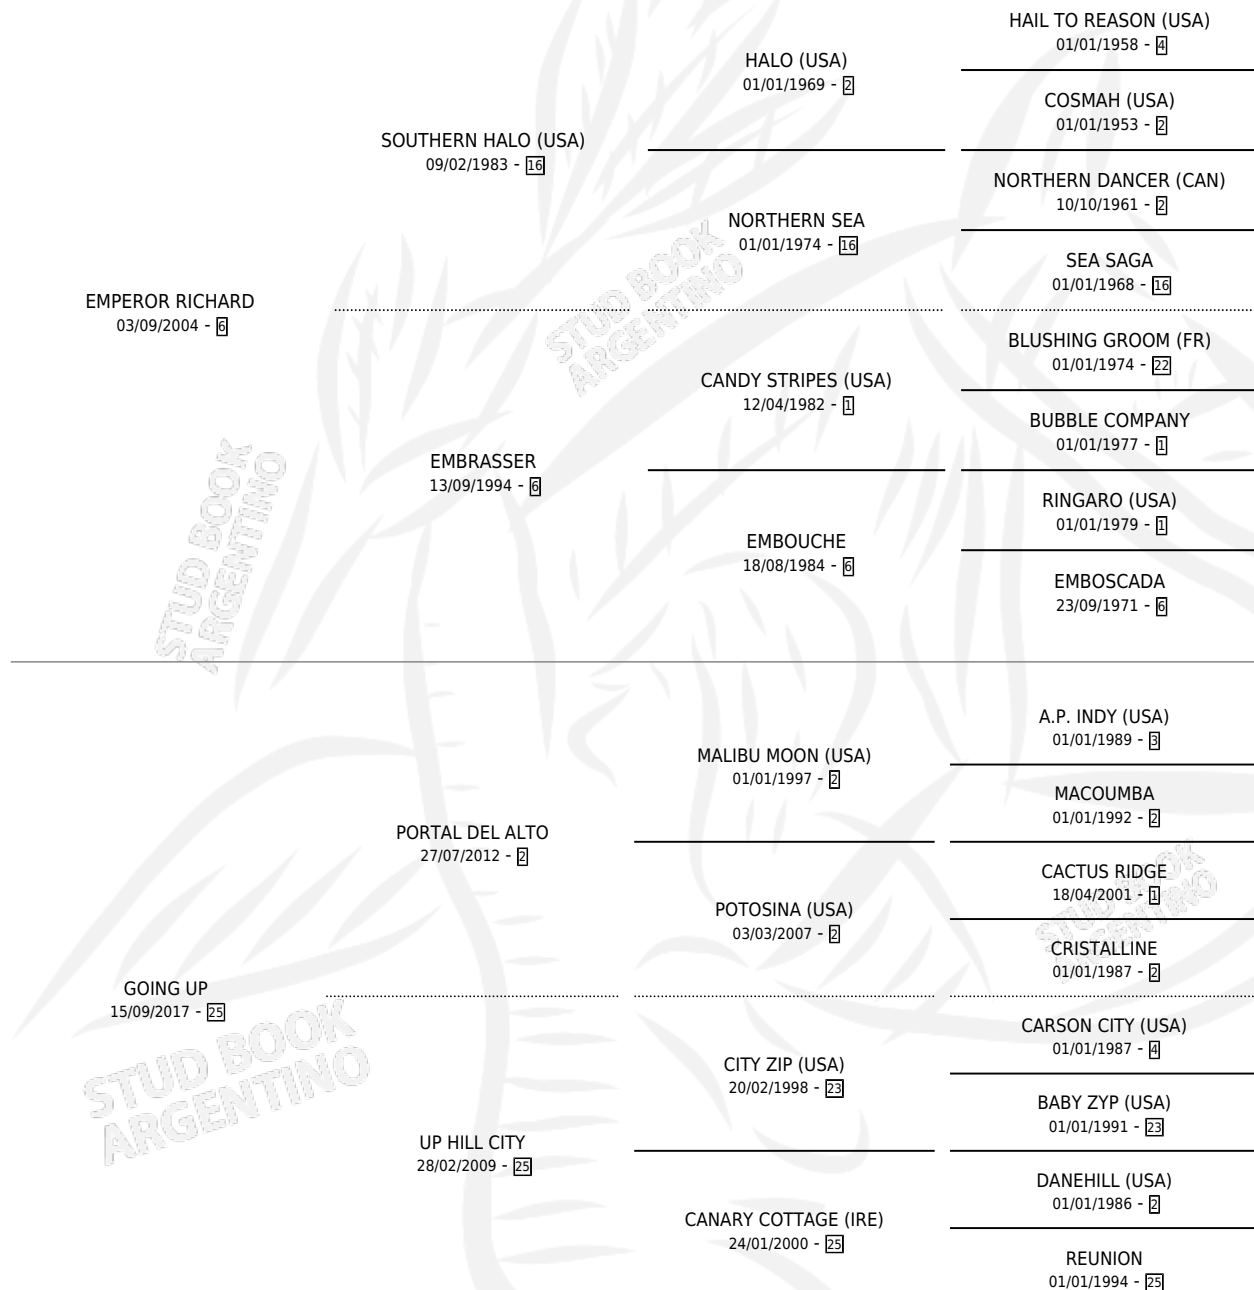 HAIL TO REASON (USA)
01/01/1958 - 4
HALO (USA)
01/01/1969 - 2
COSMAH (USA)
01/01/1953 - 2
SOUTHERN HALO (USA)
09/02/1983 - 16
NORTHERN DANCER (CAN)
10/10/1961 - 2
NORTHERN SEA
01/01/1974 - 16
SEA SAGA
01/01/1968 - 16
EMPEROR RICHARD
03/09/2004 - 6
STUD BOOK
ARGENTINO
BLUSHING GROOM (FR)
01/01/1974 - 22
CANDY STRIPES (USA)
12/04/1982 - 1
BUBBLE COMPANY
01/01/1977 - 1
EMBRASSER
13/09/1994 - 6
RINGARO (USA)
01/01/1979 - 1
EMBOUCHE
18/08/1984 - 6
EMBOSCADA
23/09/1971 - 6
STUD BOOK
ARGENTINO
A.P. INDY (USA)
01/01/1989 - 3
MALIBU MOON (USA)
01/01/1997 - 2
MACOUMBA
01/01/1992 - 2
PORTAL DEL ALTO
27/07/2012 - 2
CACTUS RIDGE
18/04/2001 - 1
POTOSINA (USA)
03/03/2007 - 2
STUD BOOK
ARGENTINO
CRISTALLINE
01/01/1987 - 2
GOING UP
15/09/2017 - 25
CARSON CITY (USA)
01/01/1987 - 4
CITY ZIP (USA)
20/02/1998 - 23
STUD BOOK
ARGENTINO
BABY ZYP (USA)
01/01/1991 - 23
UP HILL CITY
28/02/2009 - 25
DANEHILL (USA)
01/01/1986 - 2
CANARY COTTAGE (IRE)
24/01/2000 - 25
REUNION
01/01/1994 - 25